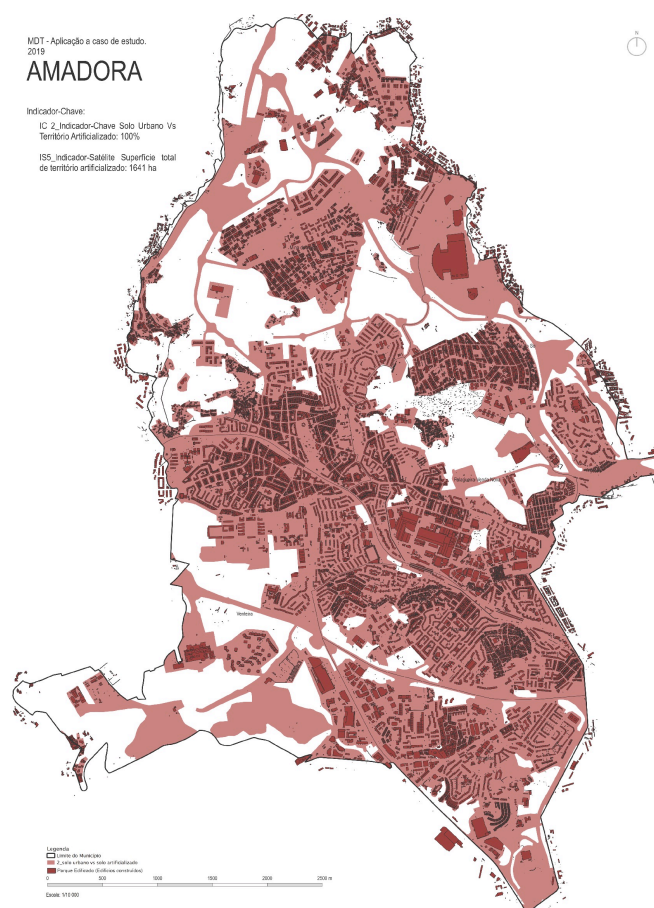 MDT - Aplicação a caso de estudo.
2019
AMADORA
N
Indicador-Chave:
IC 2_Indicador-Chave Solo Urbano Vs
Território Artificializado: 100%
IS5_Indicador-Satélite Superfície total
de território artificializado: 1641 ha
Venteira
Legenda
Limite do Município
2_solo urbano vs solo artificializado
Parque Edificado (Edifícios construídos)
0 500 1000 1500 2000 2500 m
Escala: 1/10 000